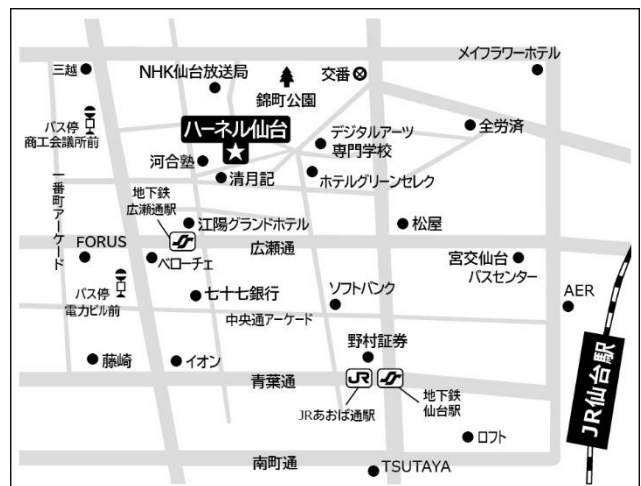 メイフラワーホテル
三越
NHK仙台放送局
交番
錦町公園
バス停
商工会議所前
ハーネル仙台
デジタルアーツ
専門学校
全労済
河合塾
清月記
ホテルグリーンセレク
一番町アーケード
地下鉄
広瀬通駅
江陽グランドホテル
松屋
FORUS
広瀬通
ベローチェ
宮交仙台
バスセンター
バス停
電力ビル前
七十七銀行
ソフトバンク
AER
中央通アーケード
野村証券
藤崎
イオン
青葉通
JR
JRあおば通駅
地下鉄
仙台駅
JR仙台駅
ロフト
南町通
TSUTAYA